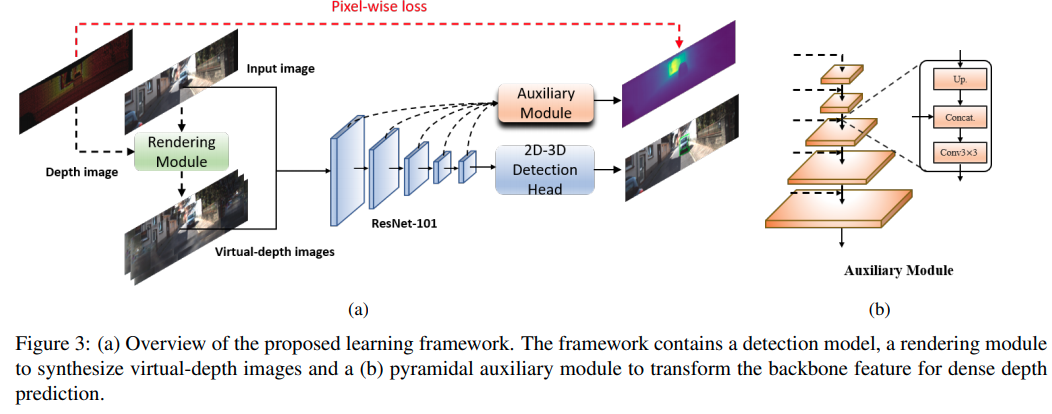 Pixel-wise loss
Input image
Rendering
Module
Depth image
Virtual-depth images
ResNet-101
Auxiliary
Module
2D-3D
Detection
Head
(a)
Up.
Concat.
Conv3×3
Auxiliary Module
(b)
Figure 3: (a) Overview of the proposed learning framework. The framework contains a detection model, a rendering module
to synthesize virtual-depth images and a (b) pyramidal auxiliary module to transform the backbone feature for dense depth
prediction.